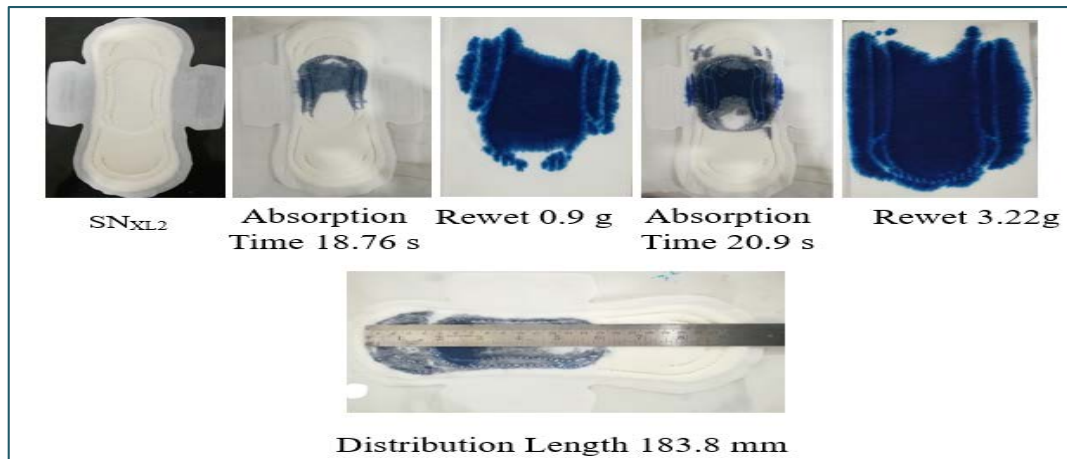 SNXL2
Absorption
Time 18.76 s
Rewet 0.9 g
Absorption
Time 20.9 s
Rewet 3.22g
Distribution Length 183.8 mm